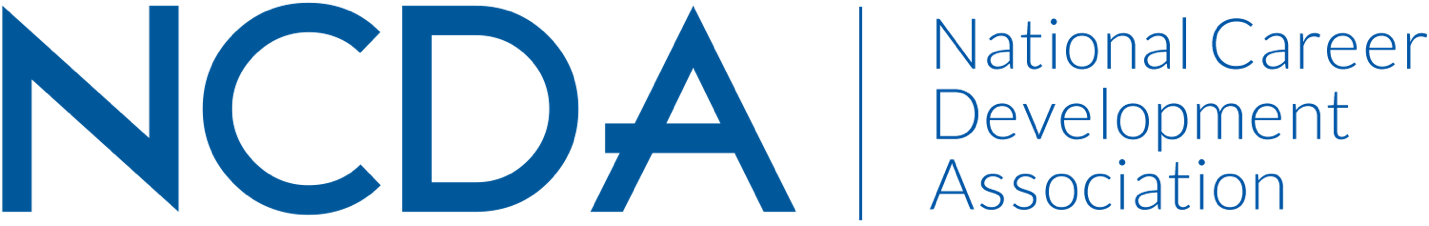 NCDA
National Career
Development
Association